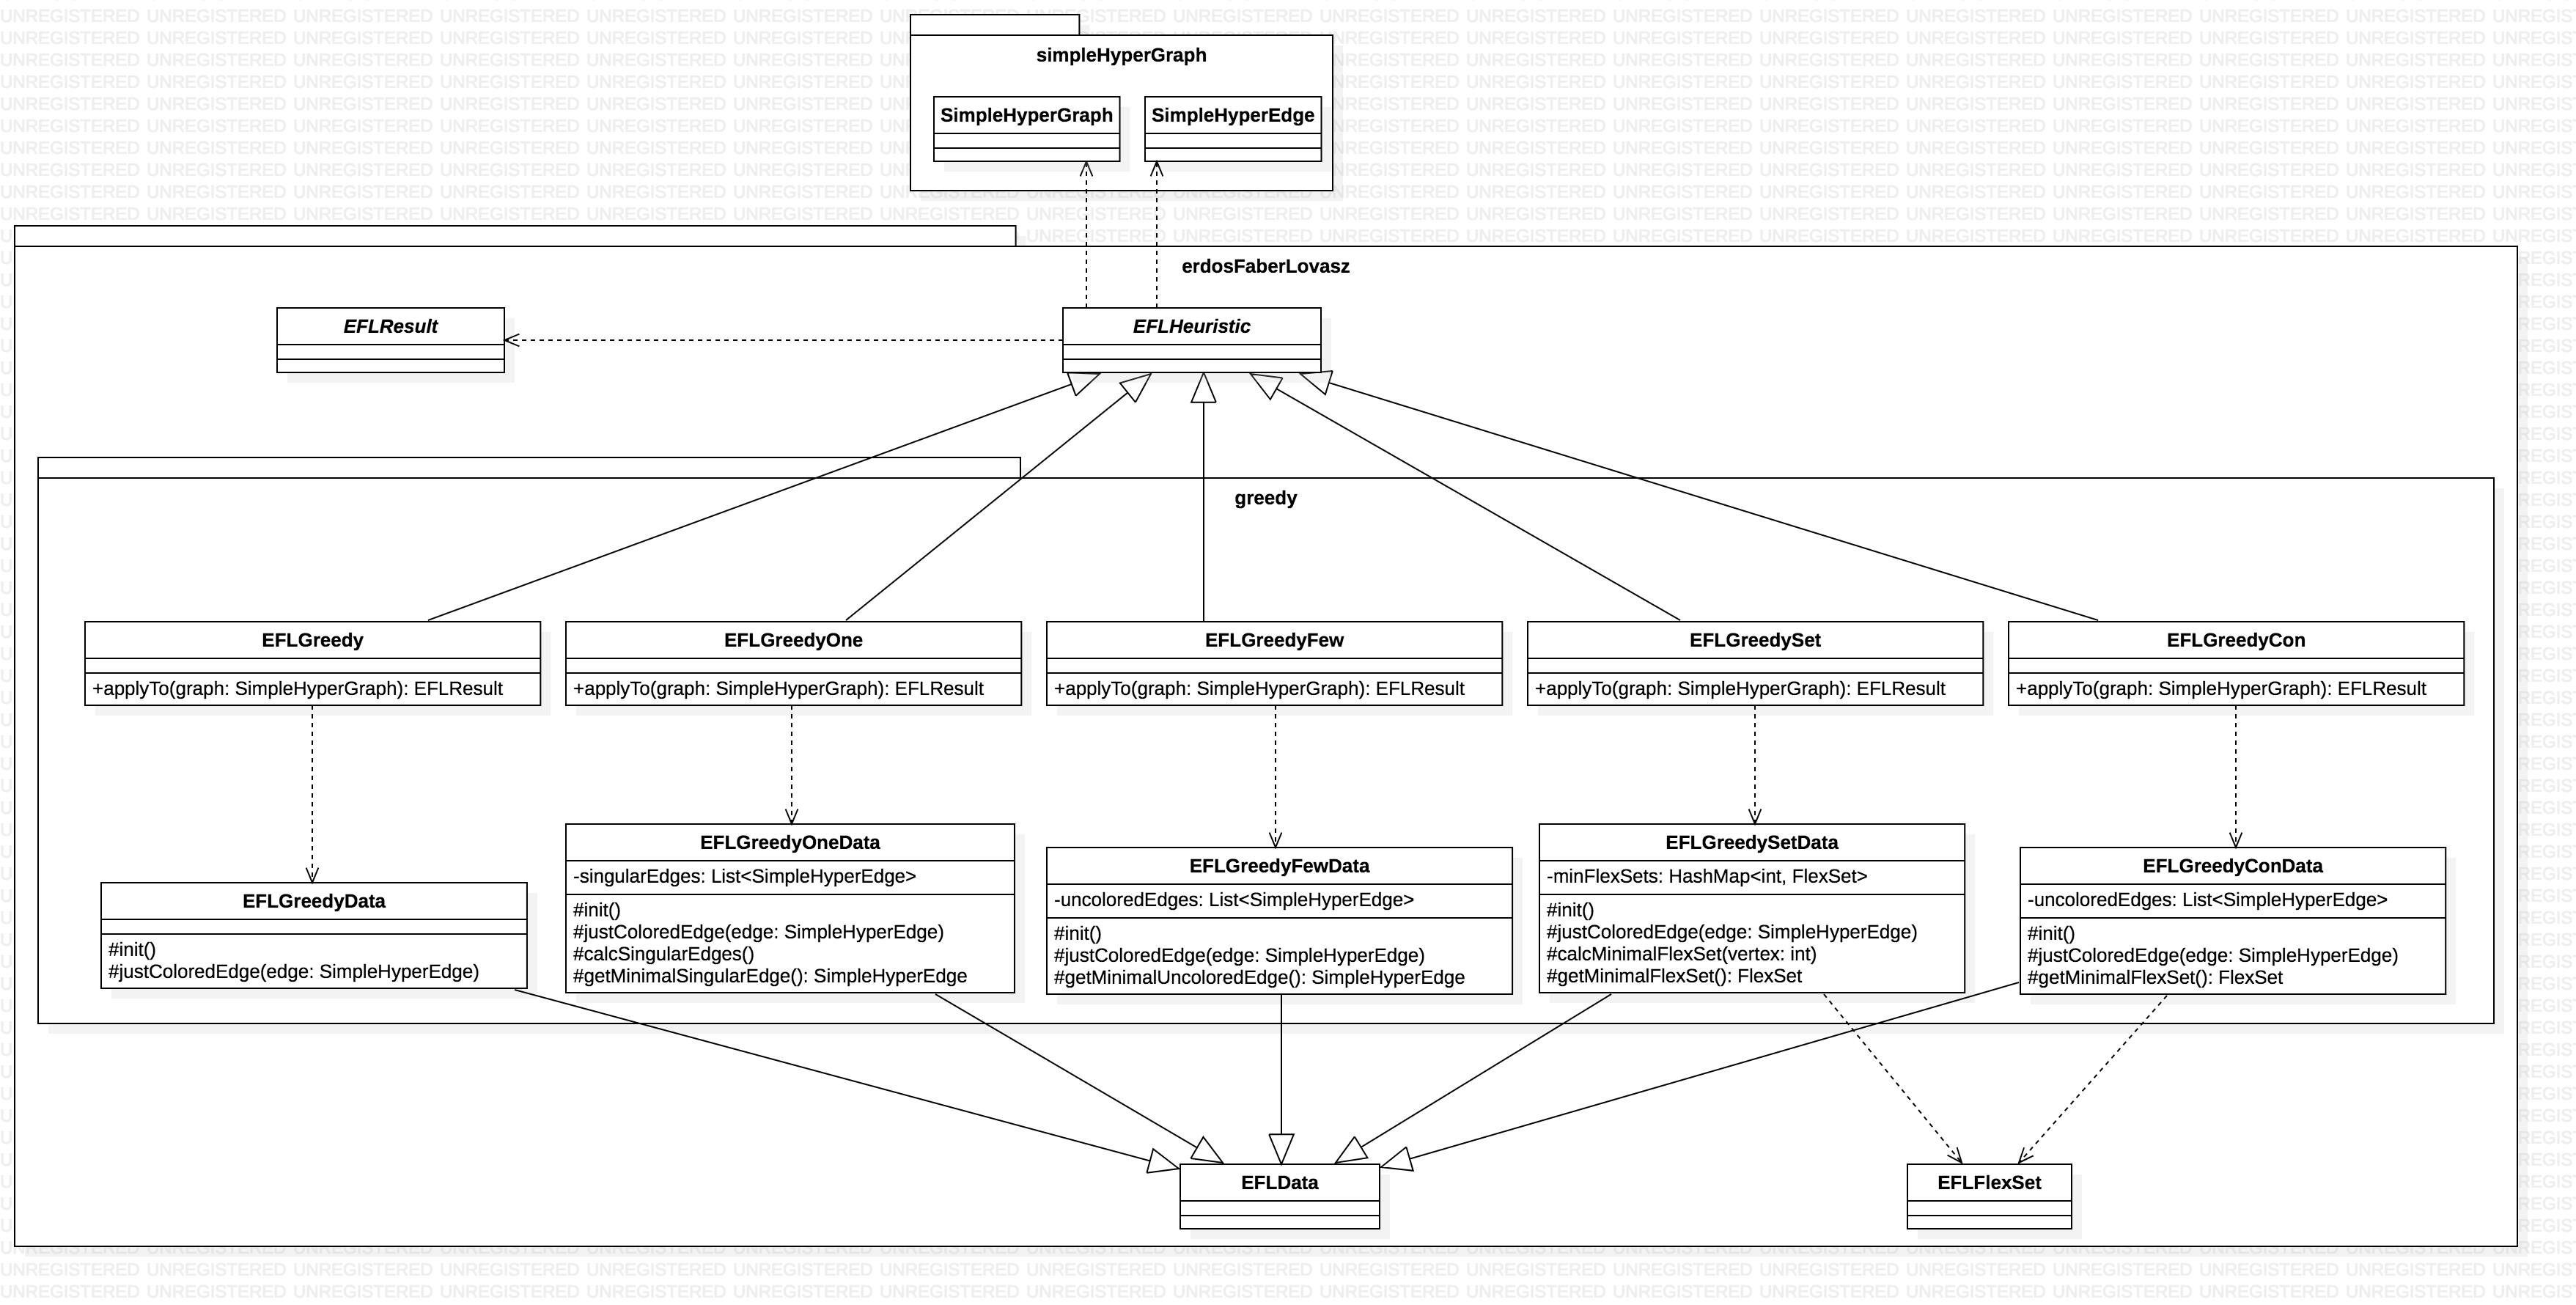 simpleHyperGraph
SimpleHyperGraph
SimpleHyperEdge
erdosFaberLovasz
EFLResult
EFLHeuristic
greedy
EFLGreedy
+applyTo(graph: SimpleHyperGraph): EFLResult
EFLGreedyOne
+applyTo(graph: SimpleHyperGraph): EFLResult
EFLGreedyFew
+applyTo(graph: SimpleHyperGraph): EFLResult
EFLGreedySet
+applyTo(graph: SimpleHyperGraph): EFLResult
EFLGreedyCon
+applyTo(graph: SimpleHyperGraph): EFLResult
EFLGreedyData
#init()
#justColoredEdge(edge: SimpleHyperEdge)
EFLGreedyOneData
-singularEdges: List<SimpleHyperEdge>
#init()
#justColoredEdge(edge: SimpleHyperEdge)
#calcSingularEdges()
#getMinimalSingularEdge(): SimpleHyperEdge
EFLGreedyFewData
-uncoloredEdges: List<SimpleHyperEdge>
#init()
#justColoredEdge(edge: SimpleHyperEdge)
#getMinimalUncoloredEdge(): SimpleHyperEdge
EFLGreedySetData
-minFlexSets: HashMap<int, FlexSet>
#init()
#justColoredEdge(edge: SimpleHyperEdge)
#calcMinimalFlexSet(vertex: int)
#getMinimalFlexSet(): FlexSet
EFLGreedyConData
-uncoloredEdges: List<SimpleHyperEdge>
#init()
#justColoredEdge(edge: SimpleHyperEdge)
#getMinimalFlexSet(): FlexSet
EFLData
EFLFlexSet
UNREGISTERED